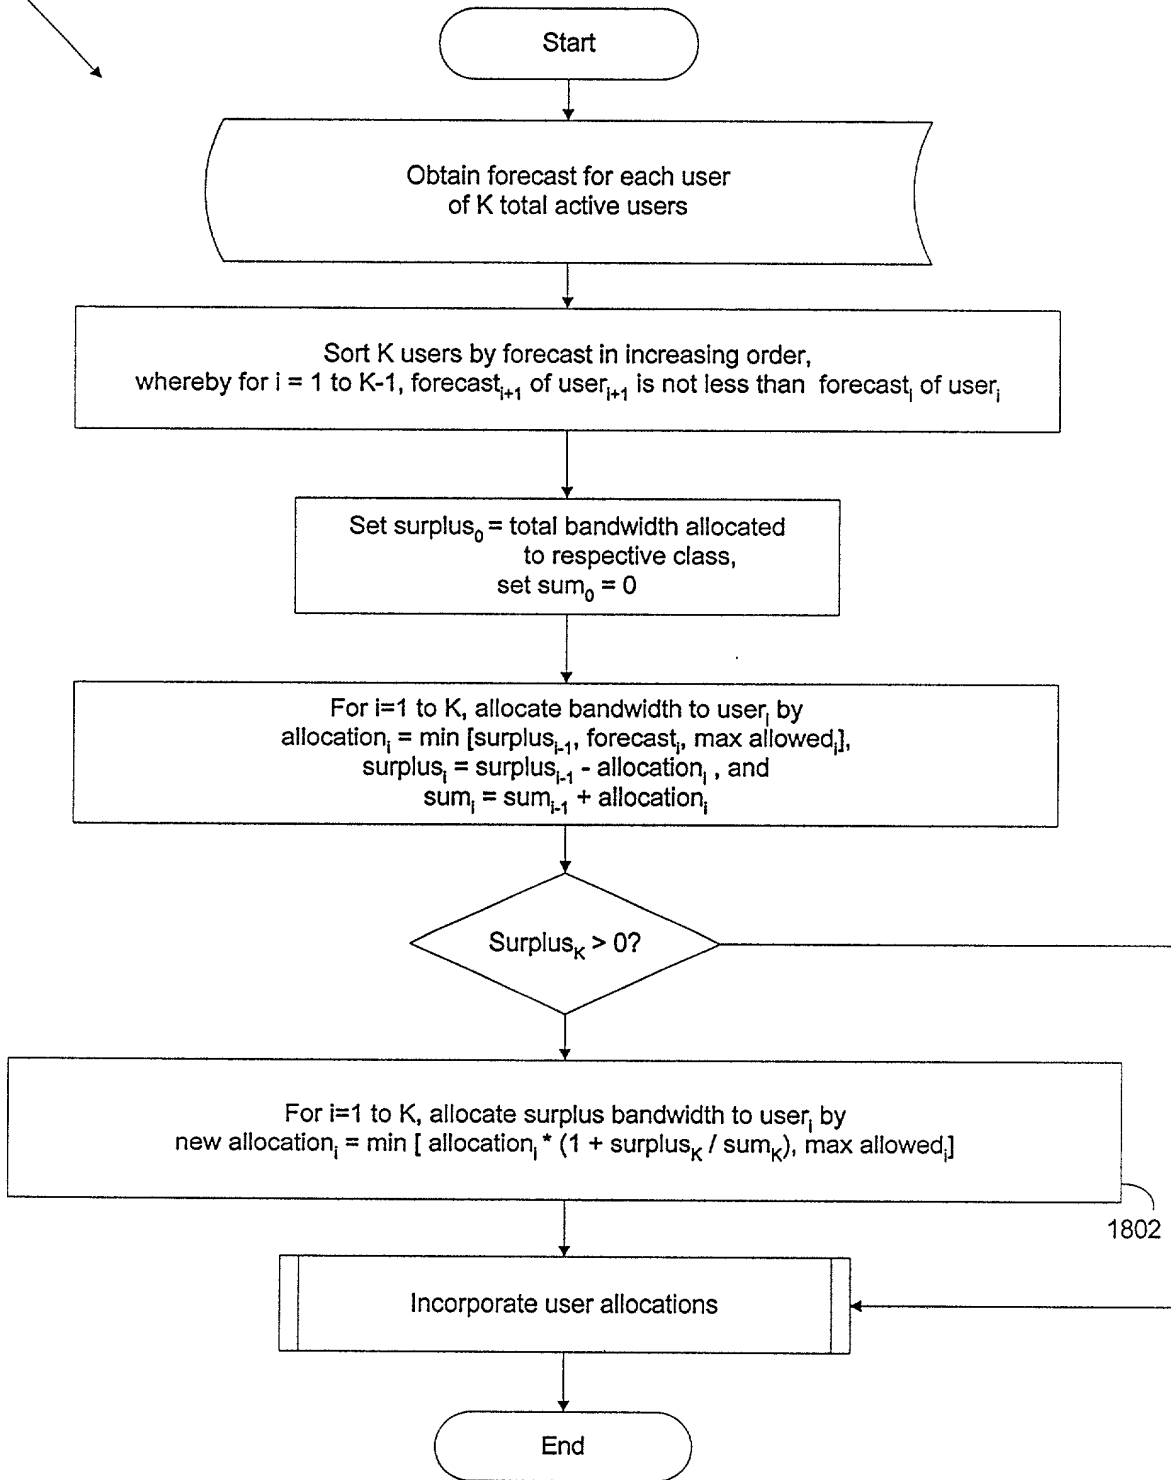 Start
Obtain forecast for each user
of K total active users
Sort K users by forecast in increasing order,
whereby for i = 1 to K-1, forecast_{i+1} of user_{i+1} is not less than forecast_i of user_i
Set surplus_0 = total bandwidth allocated
to respective class,
set sum_0 = 0
For i=1 to K, allocate bandwidth to user_i by
allocation_i = min [surplus_{i-1}, forecast_i, max allowed_i],
surplus_i = surplus_{i-1} - allocation_i , and
sum_i = sum_{i-1} + allocation_i
Surplus_K > 0?
For i=1 to K, allocate surplus bandwidth to user_i by
new allocation_i = min [ allocation_i * (1 + surplus_K / sum_K), max allowed_i]
1802
Incorporate user allocations
End